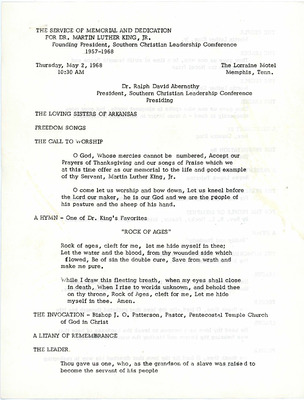 THE SERVICE OF MEMORIAL AND DEDICATION
FOR DR. MARTIN LUTHER KING, JR.
Founding President, Southern Christian Leadership Conference
1957-1968
Thursday, May 2, 1968 The Lorraine Motel
10:30 AM Memphis, Tenn.
Dr. Ralph David Abernathy
President, Southern Christian Leadership Conference
Presiding
THE LOVING SISTERS OF ARKANSAS
FREEDOM SONGS
THE CALL TO WORSHIP
O God, Whose mercies cannot be numbered, Accept our
Prayers of Thanksgiving and our songs of Praise which we
at this time offer as our memorial to the life and good example
of thy Servant, Martin Luther King, Jr.
O come let us worship and bow down, Let us kneel before
the Lord our maker, he is our God and we are the people of
his pasture and the sheep of his hand.
A HYMN - One of Dr. King's Favorites
"ROCK OF AGES"
Rock of ages, cleft for me, let me hide myself in thee;
Let the water and the blood, from thy wounded side which
flowed, Be of sin the double cure, Save from wrath and
make me pure.
While I draw this fleeting breath, when my eyes shall close
in death, When I rise to worlds unknown, and behold thee
on thy throne, Rock of Ages, cleft for me, Let me hide
myself in thee. Amen.
THE INVOCATION - Bishop J. O. Patterson, Pastor, Pentecostal Temple Church
of God in Christ
A LITANY OF REMEMBRANCE
THE LEADER
Thou gave us one, who, as the grandson of a slave was raised to
become the servant of his people